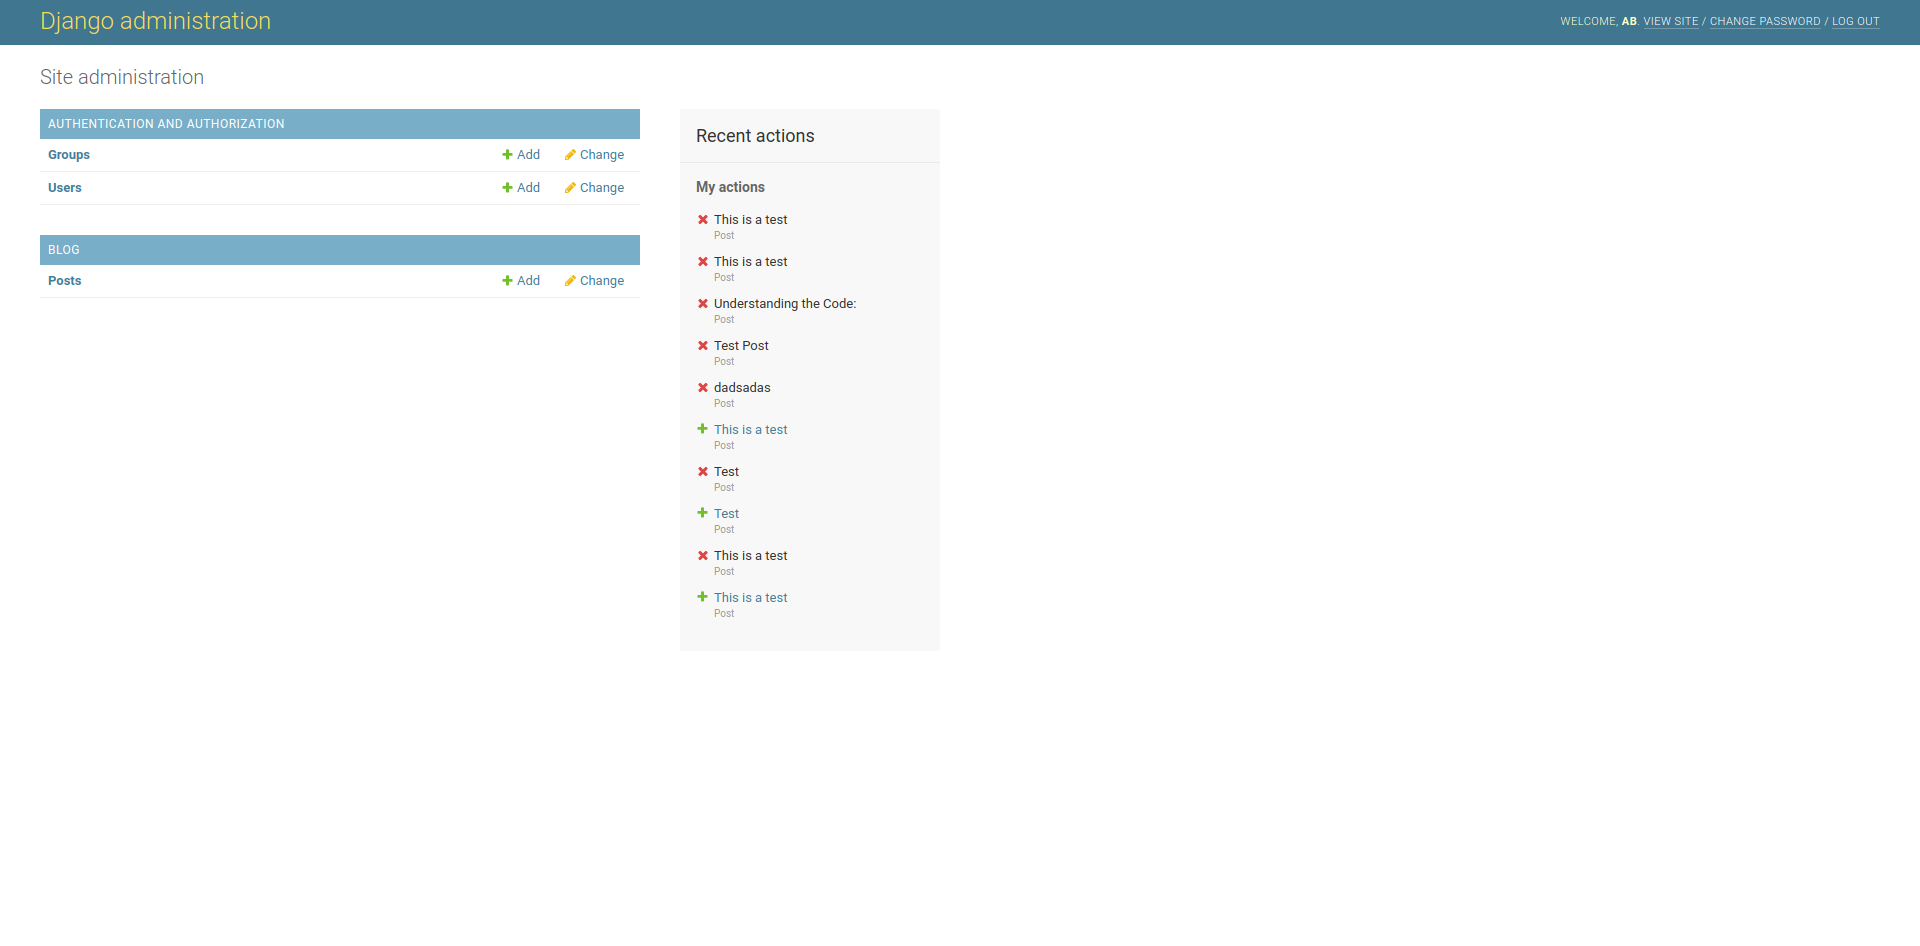 Django administration
WELCOME, AB. VIEW SITE / CHANGE PASSWORD / LOG OUT
Site administration
AUTHENTICATION AND AUTHORIZATION
Groups Add Change
Users Add Change
BLOG
Posts Add Change
Recent actions
My actions
This is a test
Post
This is a test
Post
Understanding the Code:
Post
Test Post
Post
dadsadas
Post
This is a test
Post
Test
Post
Test
Post
This is a test
Post
This is a test
Post